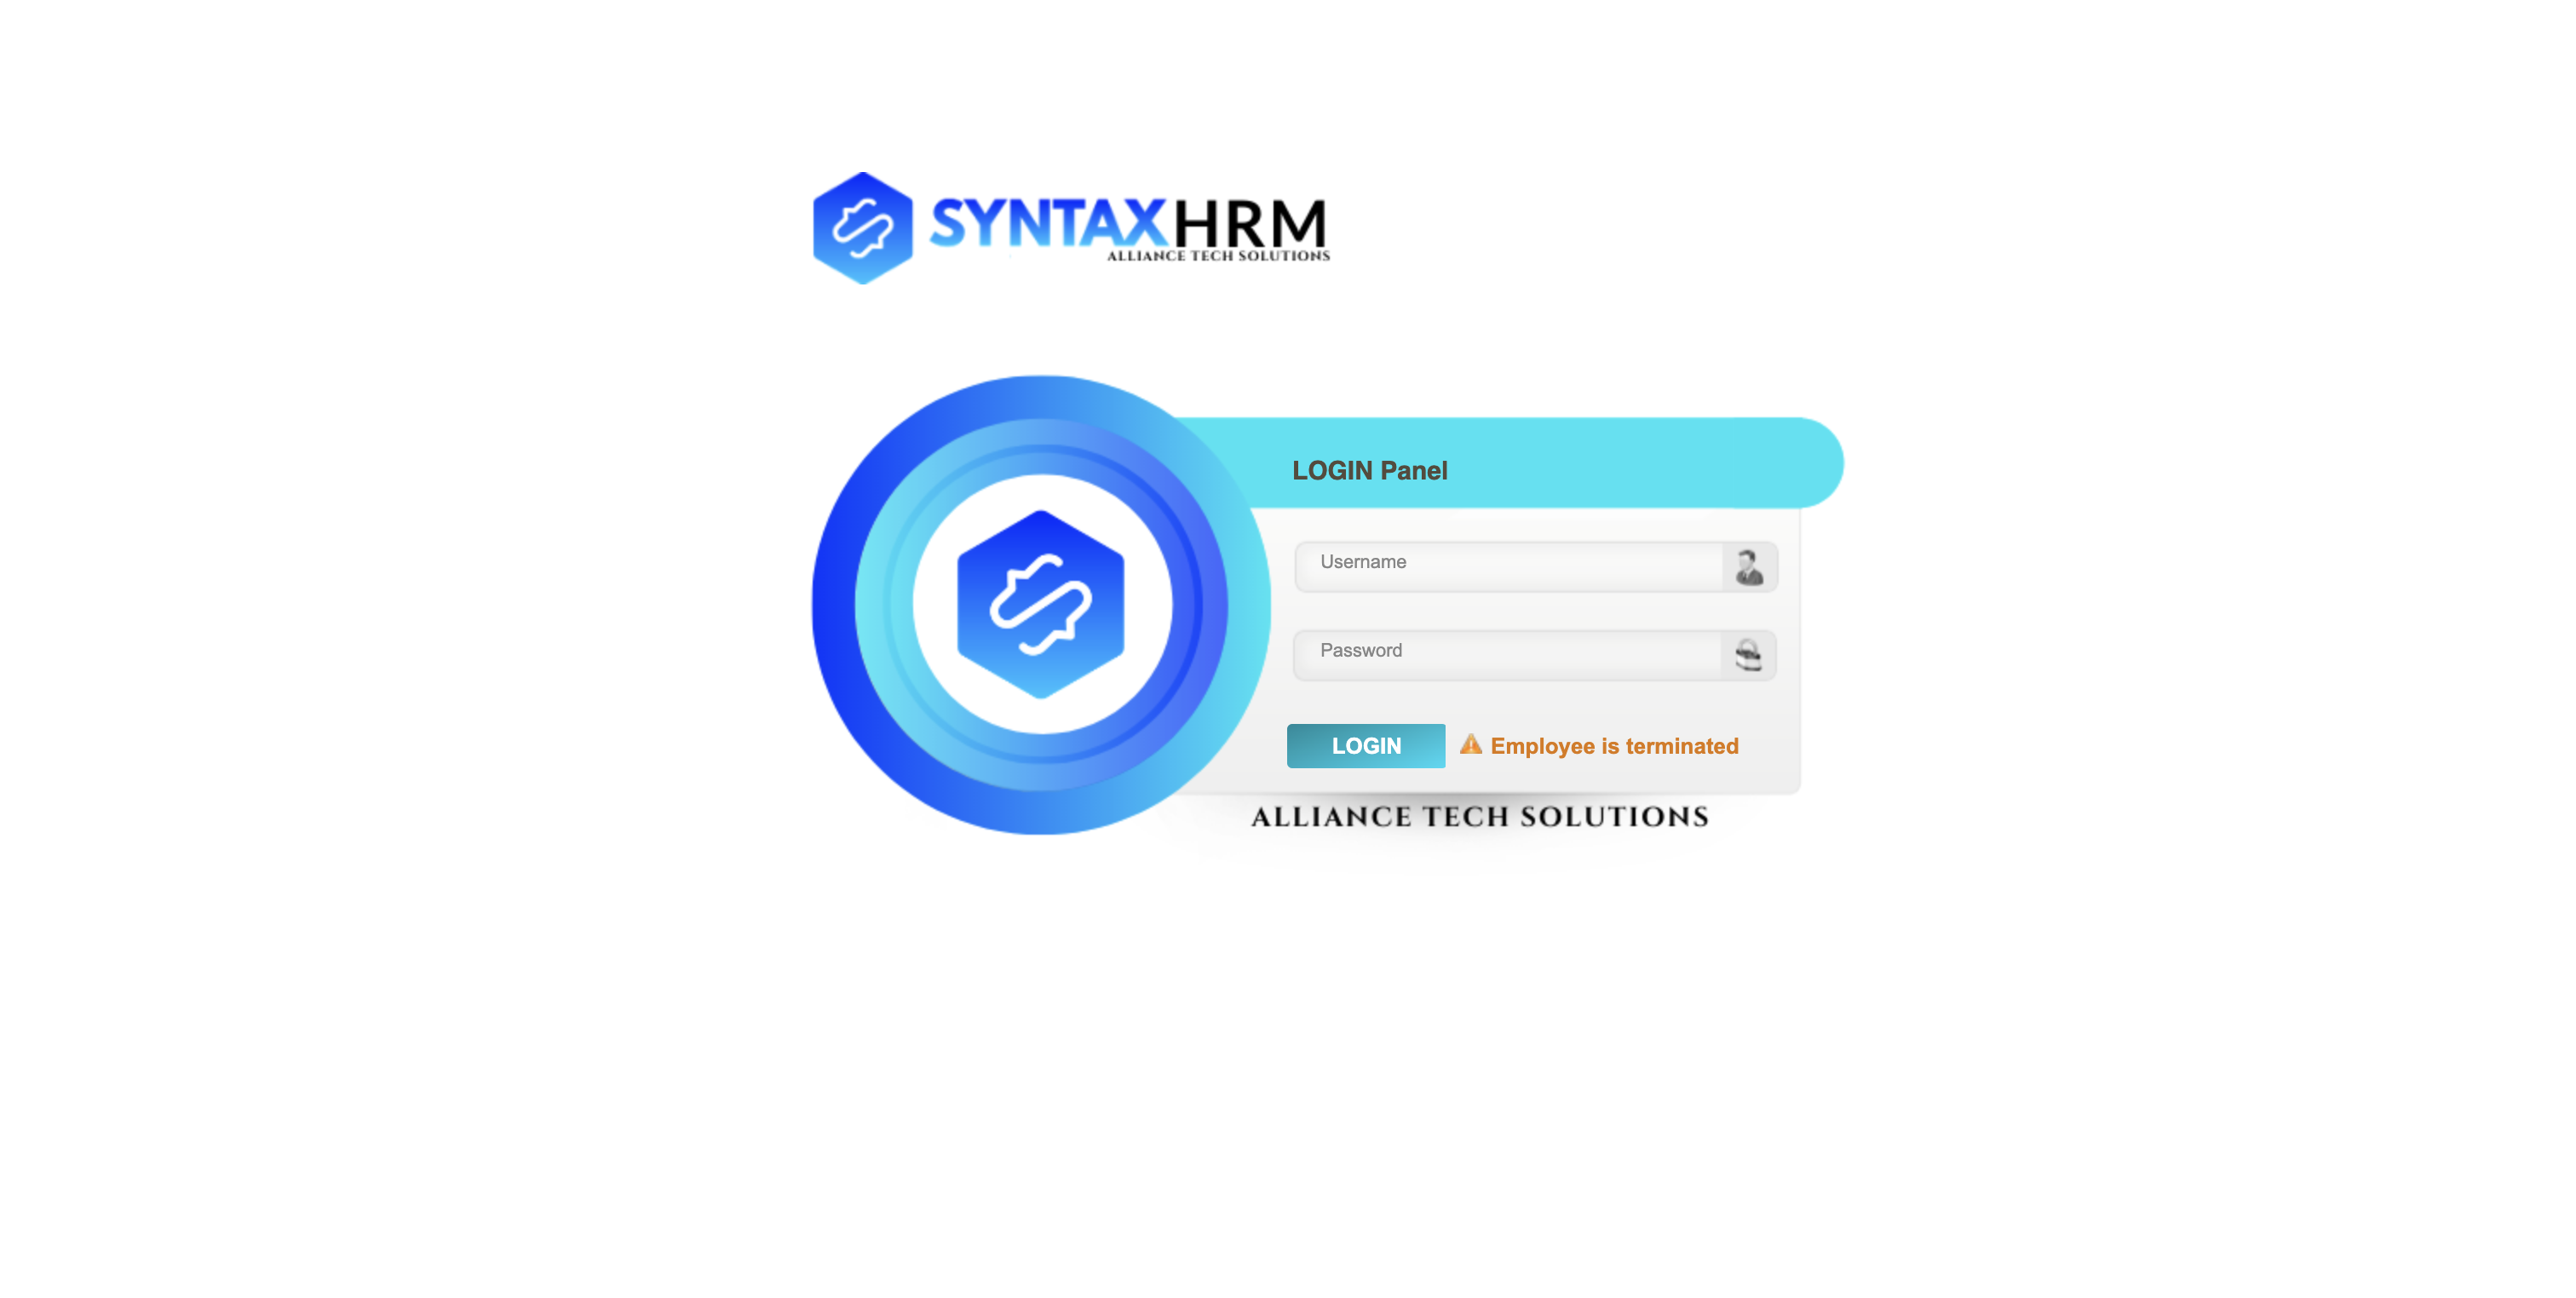 SYNTAXHRM
ALLIANCE TECH SOLUTIONS
LOGIN Panel
Username
Password
LOGIN
Employee is terminated
ALLIANCE TECH SOLUTIONS